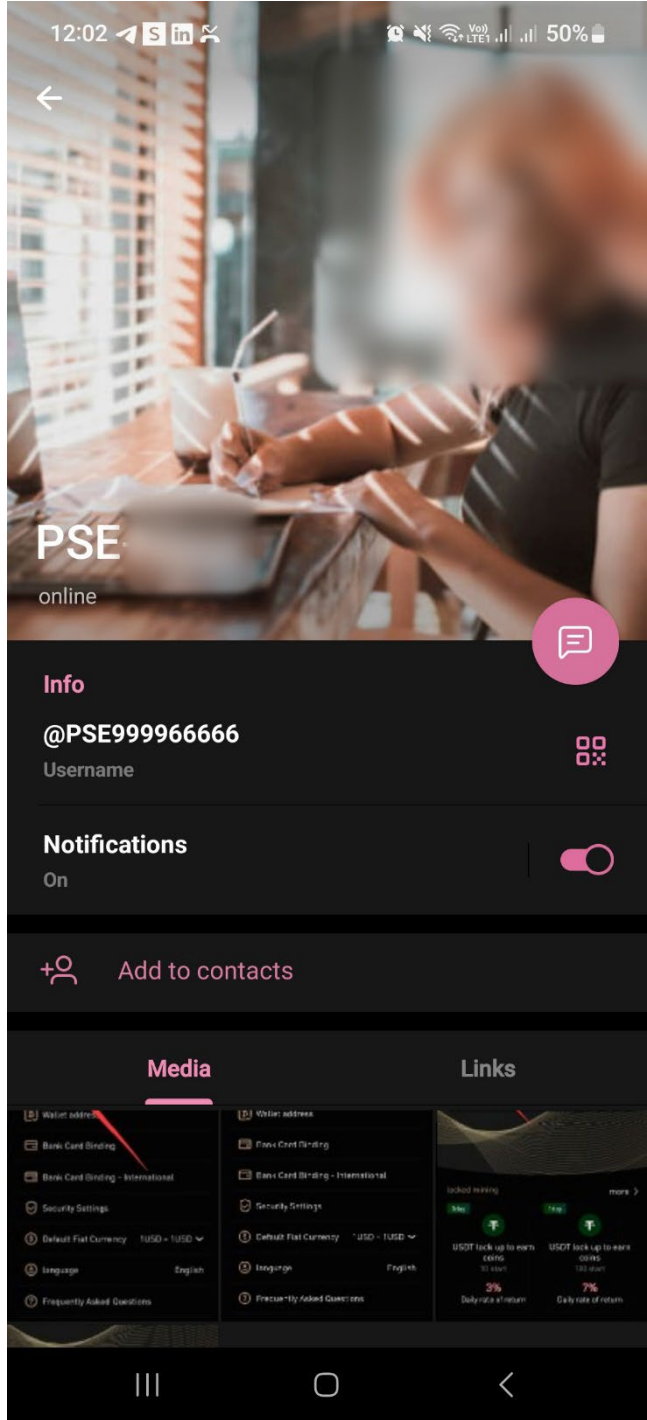 12:02
S in
Vo)) LTE1 50%
PSE
online
Info
@PSE999966666
Username
Notifications
On
Add to contacts
Media Links
Wallet address
Bank Card Binding
Bank Card Binding - International
Security Settings
Default Fiat Currency 1USD = 1USD
language English
Frequently Asked Questions
Wallet address
Bank Card Binding
Bank Card Binding - International
Security Settings
Default Fiat Currency 1USD = 1USD
language English
Frequently Asked Questions
locked mining more
USDT lock up to earn coins
3%
Daily rate of return
USDT lock up to earn coins
7%
Daily rate of return